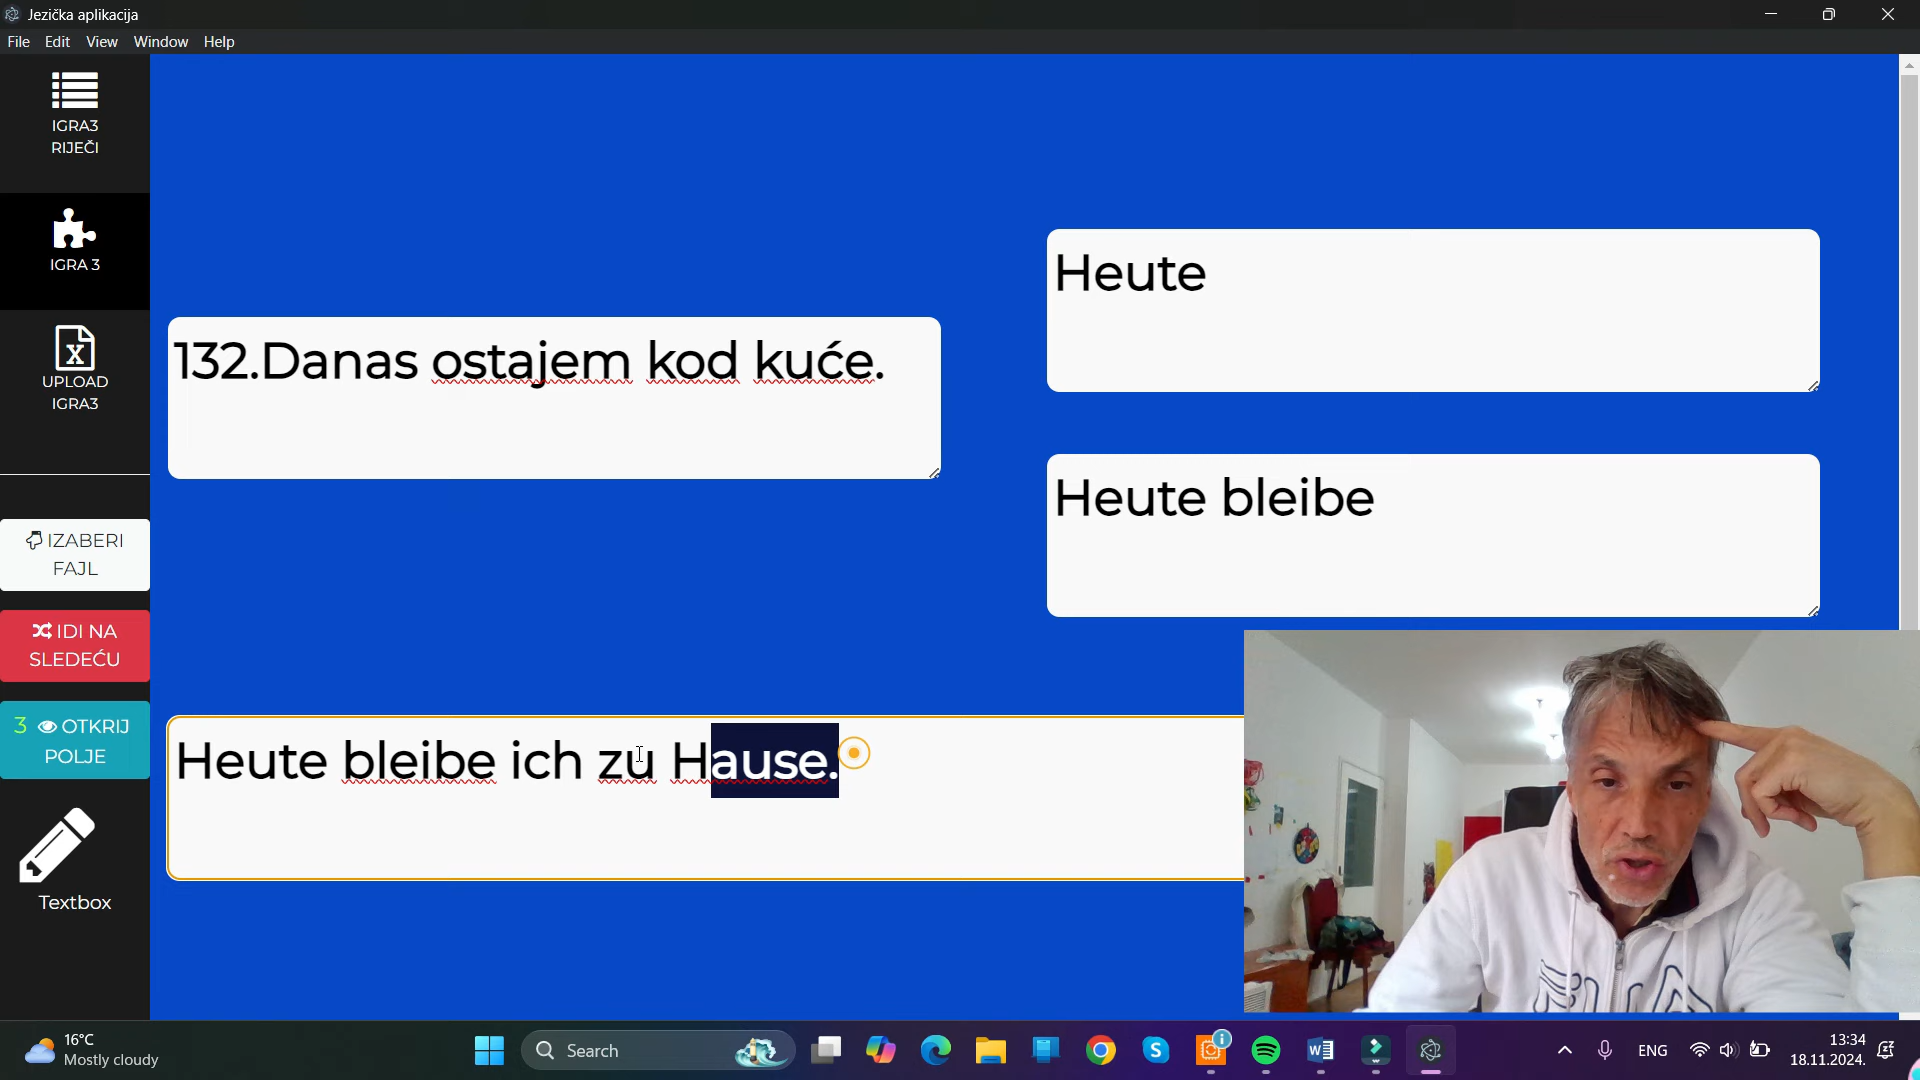 Jezička aplikacija
File Edit View Window Help
IGRA3
RIJEČI
IGRA 3
UPLOAD
IGRA3
IZABERI
FAJL
IDI NA
SLEDEĆU
3 OTKRIJ
POLJE
Textbox
132.Danas ostajem kod kuće.
Heute
Heute bleibe
Heute bleibe ich zu Hause.
16°C
Mostly cloudy
Search
ENG
13:34
18.11.2024.